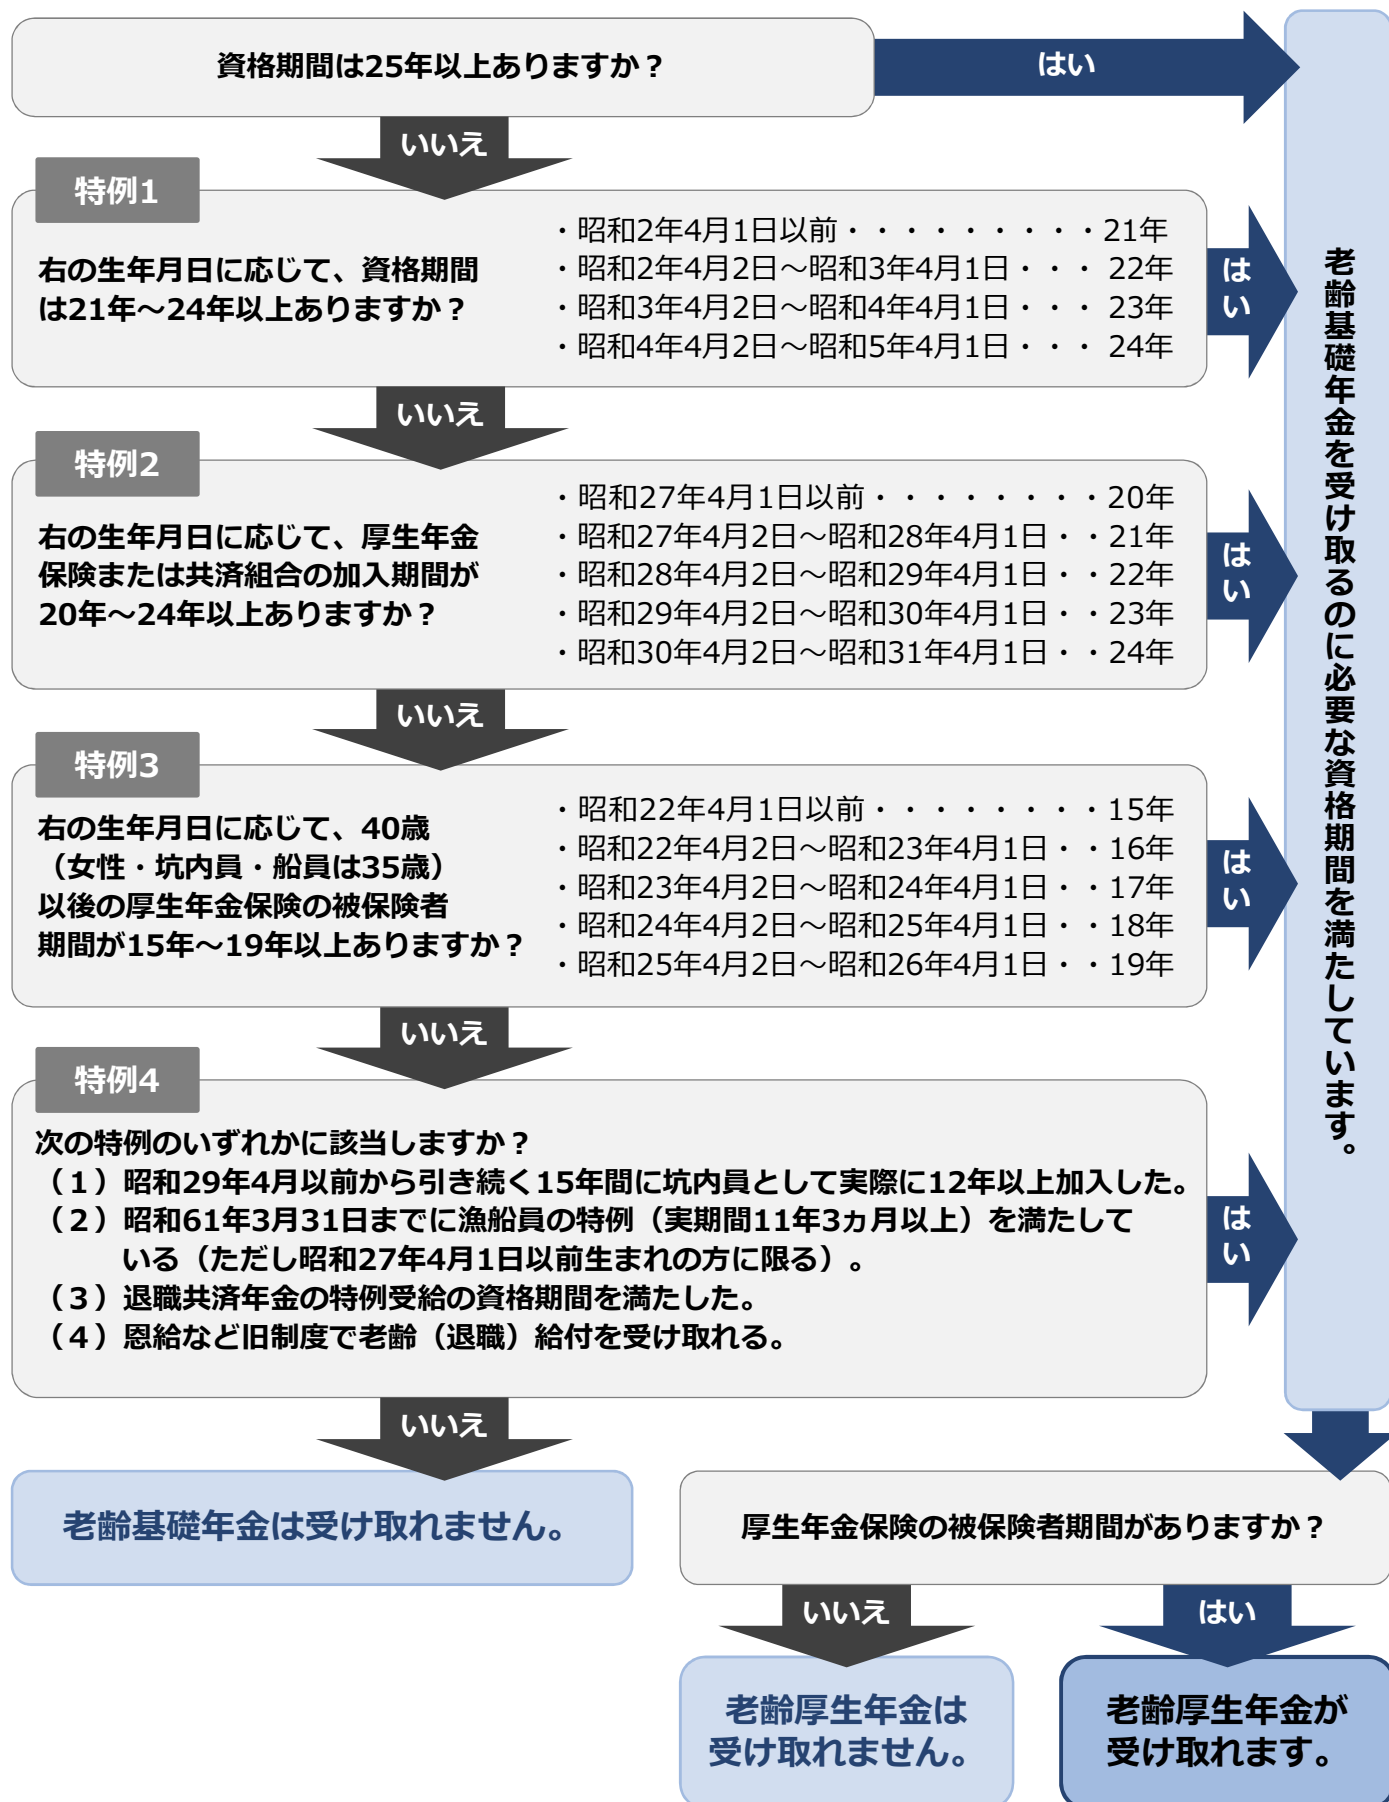 資格期間は25年以上ありますか？
はい
いいえ
特例1
右の生年月日に応じて、資格期間
は21年～24年以上ありますか？
・昭和2年4月1日以前・・・・・・・・・21年
・昭和2年4月2日～昭和3年4月1日・・・ 22年
・昭和3年4月2日～昭和4年4月1日・・・ 23年
・昭和4年4月2日～昭和5年4月1日・・・ 24年
はい
いいえ
特例2
右の生年月日に応じて、厚生年金
保険または共済組合の加入期間が
20年～24年以上ありますか？
・昭和27年4月1日以前・・・・・・・・20年
・昭和27年4月2日～昭和28年4月1日・・21年
・昭和28年4月2日～昭和29年4月1日・・22年
・昭和29年4月2日～昭和30年4月1日・・23年
・昭和30年4月2日～昭和31年4月1日・・24年
はい
いいえ
特例3
右の生年月日に応じて、40歳
（女性・坑内員・船員は35歳）
以後の厚生年金保険の被保険者
期間が15年～19年以上ありますか？
・昭和22年4月1日以前・・・・・・・・15年
・昭和22年4月2日～昭和23年4月1日・・16年
・昭和23年4月2日～昭和24年4月1日・・17年
・昭和24年4月2日～昭和25年4月1日・・18年
・昭和25年4月2日～昭和26年4月1日・・19年
はい
いいえ
特例4
次の特例のいずれかに該当しますか？
（１）昭和29年4月以前から引き続く15年間に坑内員として実際に12年以上加入した。
（２）昭和61年3月31日までに漁船員の特例（実期間11年3ヵ月以上）を満たして
いる（ただし昭和27年4月1日以前生まれの方に限る）。
（３）退職共済年金の特例受給の資格期間を満たした。
（４）恩給など旧制度で老齢（退職）給付を受け取れる。
はい
いいえ
老齢基礎年金を受け取るのに必要な資格期間を満たしています。
老齢基礎年金は受け取れません。
厚生年金保険の被保険者期間がありますか？
いいえ
はい
老齢厚生年金は
受け取れません。
老齢厚生年金が
受け取れます。